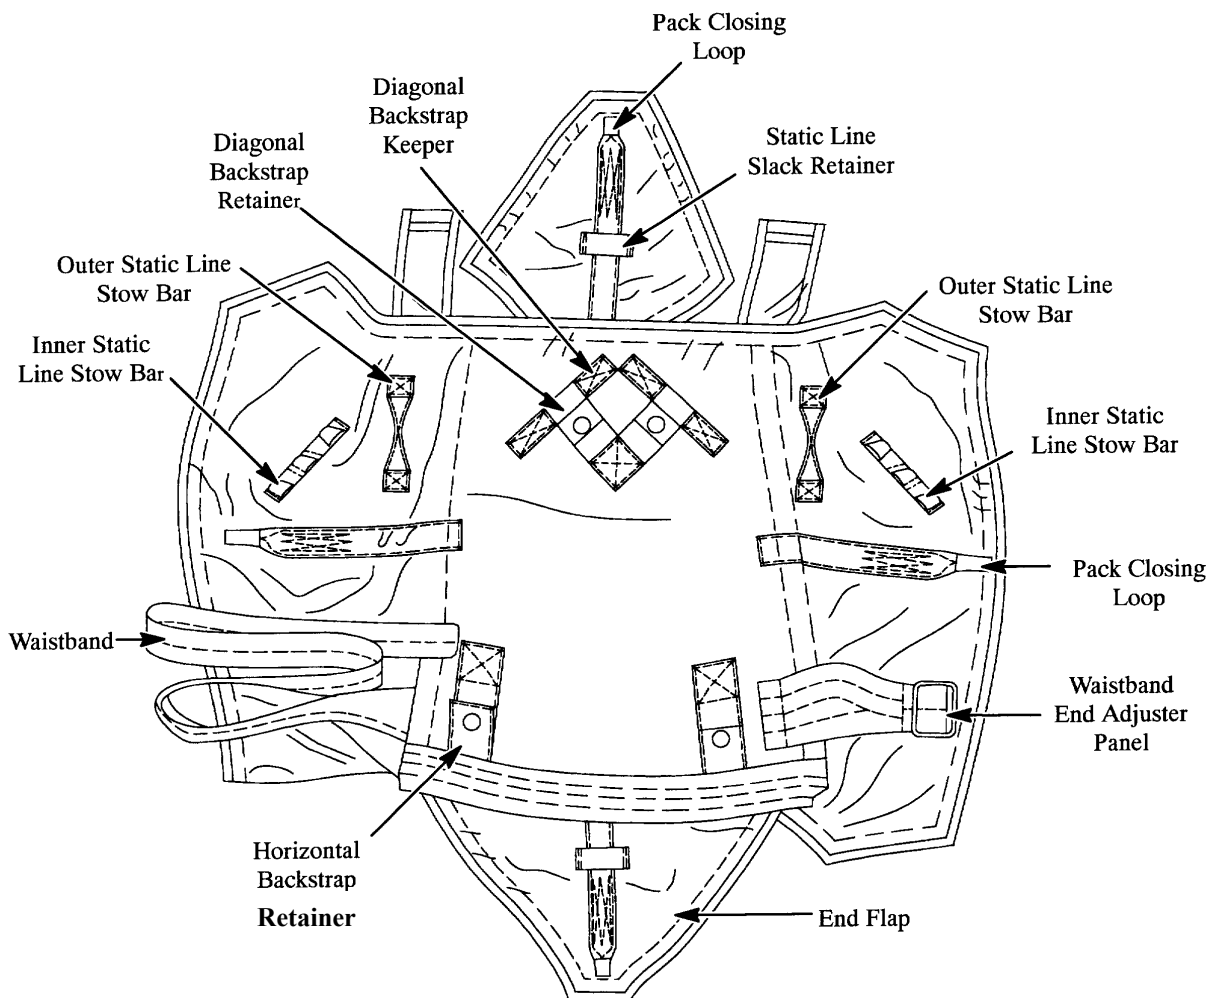 Pack Closing
Loop
Diagonal
Backstrap
Keeper
Static Line
Slack Retainer
Diagonal
Backstrap
Retainer
Outer Static Line
Stow Bar
Outer Static Line
Stow Bar
Inner Static
Line Stow Bar
Inner Static
Line Stow Bar
Pack Closing
Loop
Waistband
Waistband
End Adjuster
Panel
Horizontal
Backstrap
Retainer
End Flap